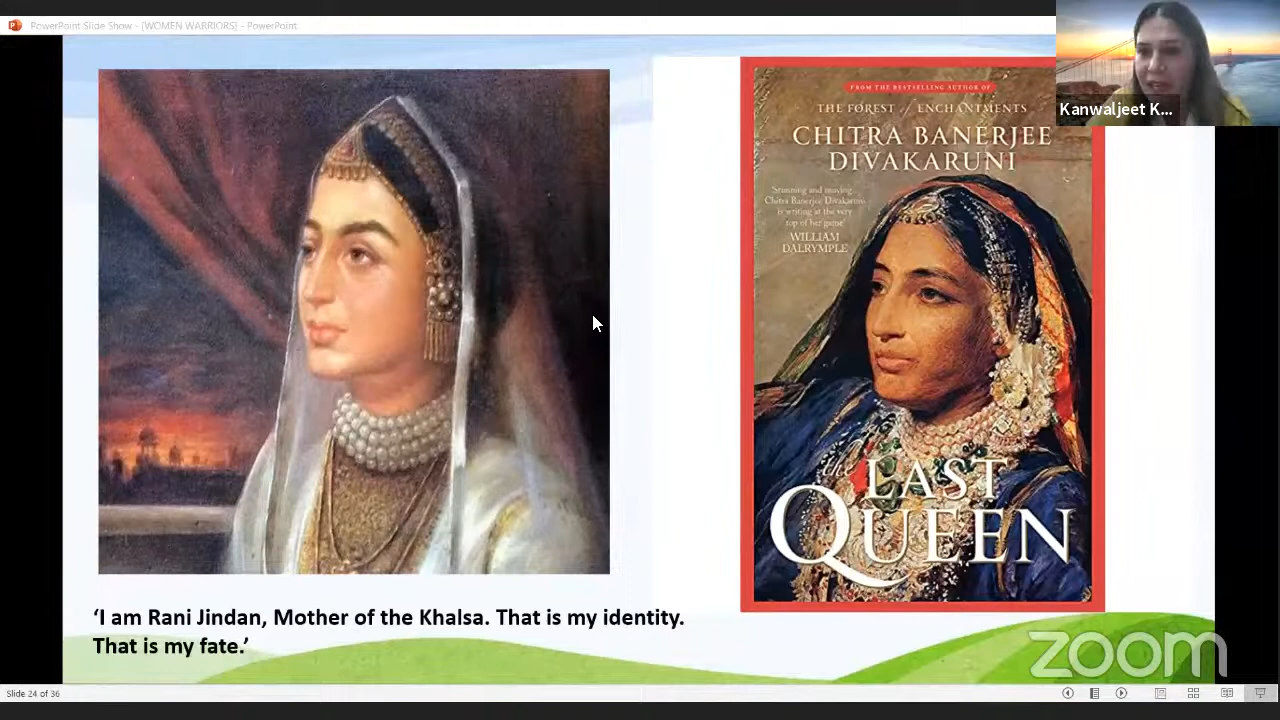 PowerPoint Slide Show - [WOMEN WARRIORS] - PowerPoint
Kanwaljeet K...
FROM THE BESTSELLING AUTHOR OF
THE FOREST of ENCHANTMENTS
CHITRA BANERJEE
DIVAKARUNI
'Stunning and moving.
Chitra Banerjee Divakaruni
is writing at the very
top of her game'
WILLIAM
DALRYMPLE
the LAST
QUEEN
‘I am Rani Jindan, Mother of the Khalsa. That is my identity.
That is my fate.’
zoom
Slide 24 of 36